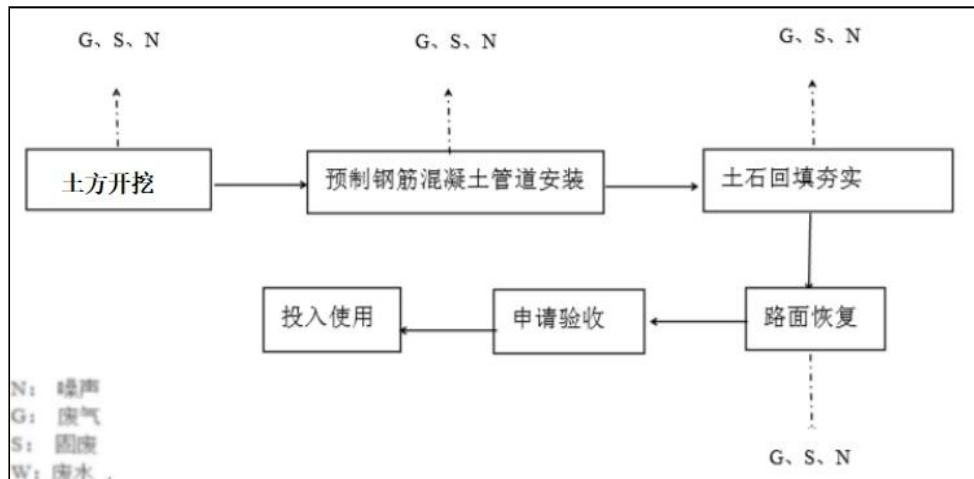 G、S、N
G、S、N
G、S、N
土方开挖
预制钢筋混凝土管道安装
土石回填夯实
投入使用
申请验收
路面恢复
N： 噪声
G： 废气
S： 固废
W：废水
G、S、N